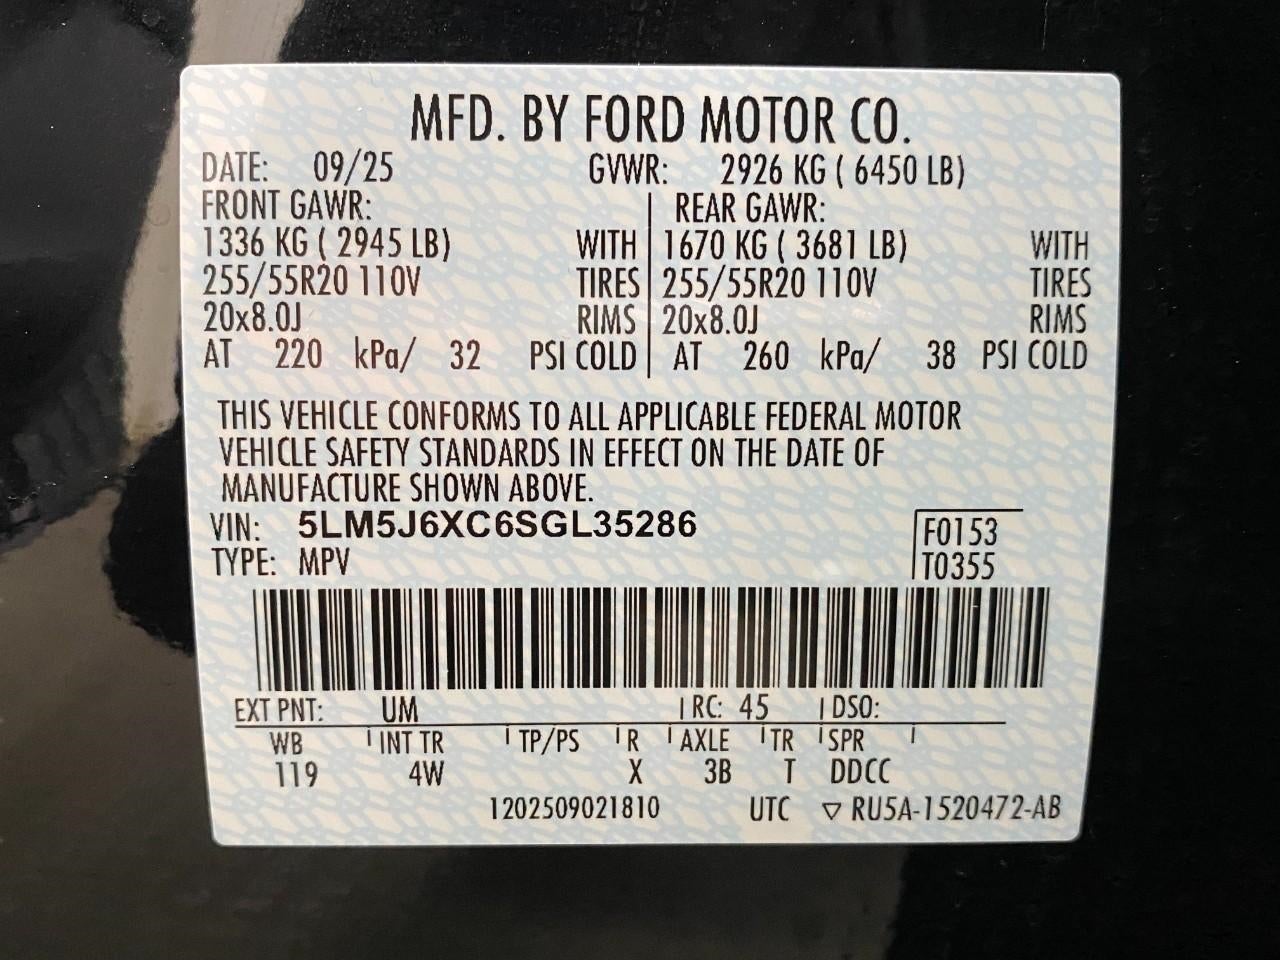 MFD. BY FORD MOTOR CO.
DATE: 09/25 GVWR: 2926 KG ( 6450 LB)
FRONT GAWR: REAR GAWR:
1336 KG ( 2945 LB) WITH 1670 KG ( 3681 LB) WITH
255/55R20 110V TIRES 255/55R20 110V TIRES
20x8.0J RIMS 20x8.0J RIMS
AT 220 kPa/ 32 PSI COLD AT 260 kPa/ 38 PSI COLD
THIS VEHICLE CONFORMS TO ALL APPLICABLE FEDERAL MOTOR
VEHICLE SAFETY STANDARDS IN EFFECT ON THE DATE OF
MANUFACTURE SHOWN ABOVE.
VIN: 5LM5J6XC6SGL35286 F0153
TYPE: MPV T0355
EXT PNT: UM RC: 45 DSO:
WB INT TR TP/PS R AXLE TR SPR
119 4W X 3B T DDCC
1202509021810 UTC ▽ RU5A-1520472-AB